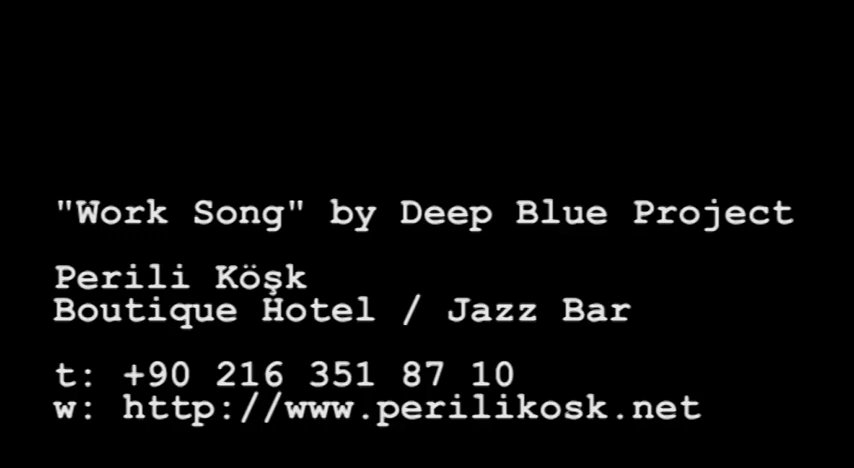 "Work Song" by Deep Blue Project
Perili Köşk
Boutique Hotel / Jazz Bar
t: +90 216 351 87 10
w: http://www.perilikosk.net